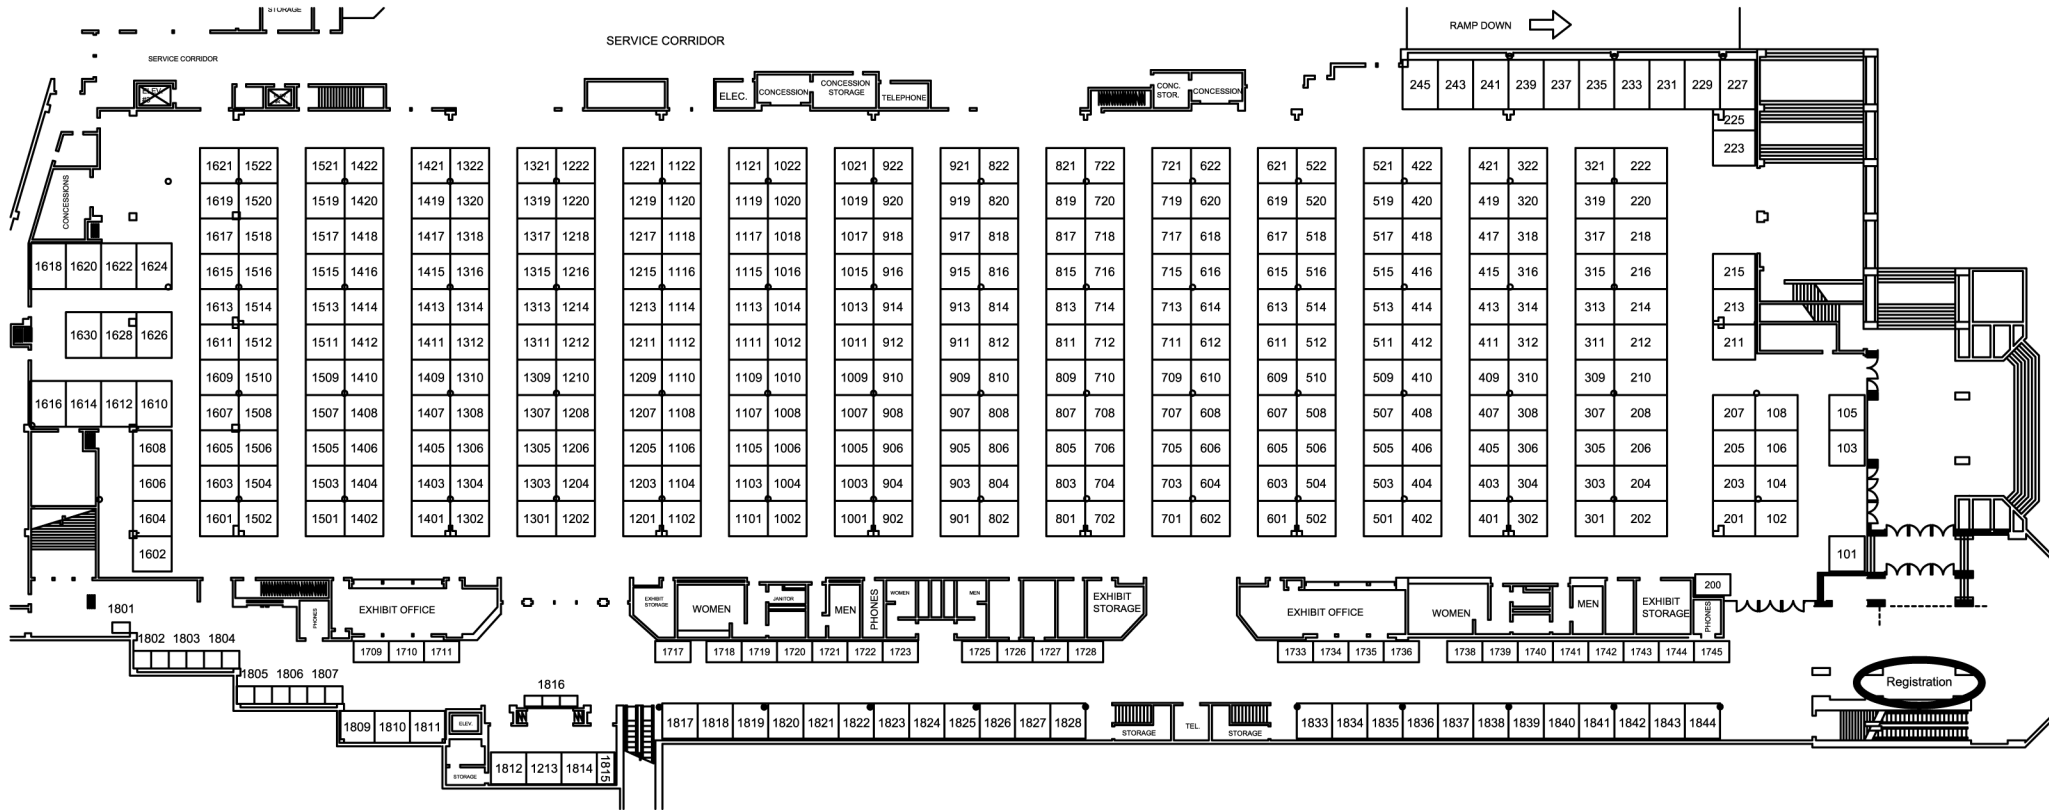 STORAGE
SERVICE CORRIDOR
SERVICE CORRIDOR
RAMP DOWN
ELEC.
CONCESSION
CONCESSION
STORAGE
TELEPHONE
CONC.
STOR.
CONCESSION
245 243 241 239 237 235 233 231 229 227
225
223
CONCESSIONS
1621 1522 1521 1422 1421 1322 1321 1222 1221 1122 1121 1022 1021 922 921 822 821 722 721 622 621 522 521 422 421 322 321 222
1619 1520 1519 1420 1419 1320 1319 1220 1219 1120 1119 1020 1019 920 919 820 819 720 719 620 619 520 519 420 419 320 319 220
1617 1518 1517 1418 1417 1318 1317 1218 1217 1118 1117 1018 1017 918 917 818 817 718 717 618 617 518 517 418 417 318 317 218
1618 1620 1622 1624 1615 1516 1515 1416 1415 1316 1315 1216 1215 1116 1115 1016 1015 916 915 816 815 716 715 616 615 516 515 416 415 316 315 216 215
1613 1514 1513 1414 1413 1314 1313 1214 1213 1114 1113 1014 1013 914 913 814 813 714 713 614 613 514 513 414 413 314 313 214 213
1630 1628 1626 1611 1512 1511 1412 1411 1312 1311 1212 1211 1112 1111 1012 1011 912 911 812 811 712 711 612 611 512 511 412 411 312 311 212 211
1609 1510 1509 1410 1409 1310 1309 1210 1209 1110 1109 1010 1009 910 909 810 809 710 709 610 609 510 509 410 409 310 309 210
1616 1614 1612 1610 1607 1508 1507 1408 1407 1308 1307 1208 1207 1108 1107 1008 1007 908 907 808 807 708 701 608 607 508 507 408 407 308 307 208 207 108 105
1608 1605 1506 1505 1406 1405 1306 1305 1206 1205 1106 1105 1006 1005 906 905 806 805 706 705 606 605 506 505 406 405 306 305 206 205 106 103
1606 1603 1504 1503 1404 1403 1304 1303 1204 1203 1104 1103 1004 1003 904 903 804 803 704 703 604 603 504 503 404 403 304 303 204 203 104
1604 1601 1502 1501 1402 1401 1302 1301 1202 1201 1102 1101 1002 1001 902 901 802 801 702 701 602 601 502 501 402 401 302 301 202 201 102
1602 101
200
1801
PHONES
EXHIBIT OFFICE
EXHIBIT
STORAGE
WOMEN
JANITOR
MEN
PHONES
WOMEN
MEN
EXHIBIT
STORAGE
EXHIBIT OFFICE
WOMEN
MEN
EXHIBIT
STORAGE
PHONES
1802 1803 1804
1709 1710 1711 1717 1718 1719 1720 1721 1722 1723 1725 1726 1727 1728 1733 1734 1735 1736 1738 1739 1740 1741 1742 1743 1744 1745
1805 1806 1807
Registration
1816
1809 1810 1811
ELEV.
1817 1818 1819 1820 1821 1822 1823 1824 1825 1826 1827 1828
STORAGE
TEL.
STORAGE
1833 1834 1835 1836 1837 1838 1839 1840 1841 1842 1843 1844
STORAGE
1812 1213 1814 1815